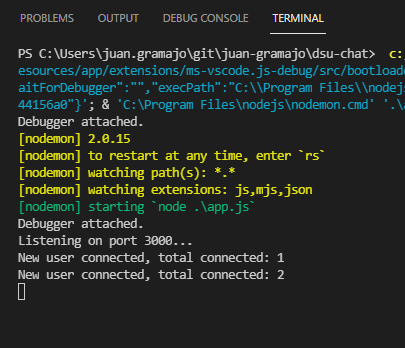 PROBLEMS OUTPUT DEBUG CONSOLE TERMINAL
PS C:\Users\juan.gramajo\git\juan-gramajo\dsu-chat> c:
esources/app/extensions/ms-vscode.js-debug/src/bootloade
aitForDebugger":"","execPath":"C:\\Program Files\\nodejs
44156a0"}'; & 'C:\Program Files\nodejs\nodemon.cmd' '.\a
Debugger attached.
[nodemon] 2.0.15
[nodemon] to restart at any time, enter `rs`
[nodemon] watching path(s): *.*
[nodemon] watching extensions: js,mjs,json
[nodemon] starting `node .\app.js`
Debugger attached.
Listening on port 3000...
New user connected, total connected: 1
New user connected, total connected: 2